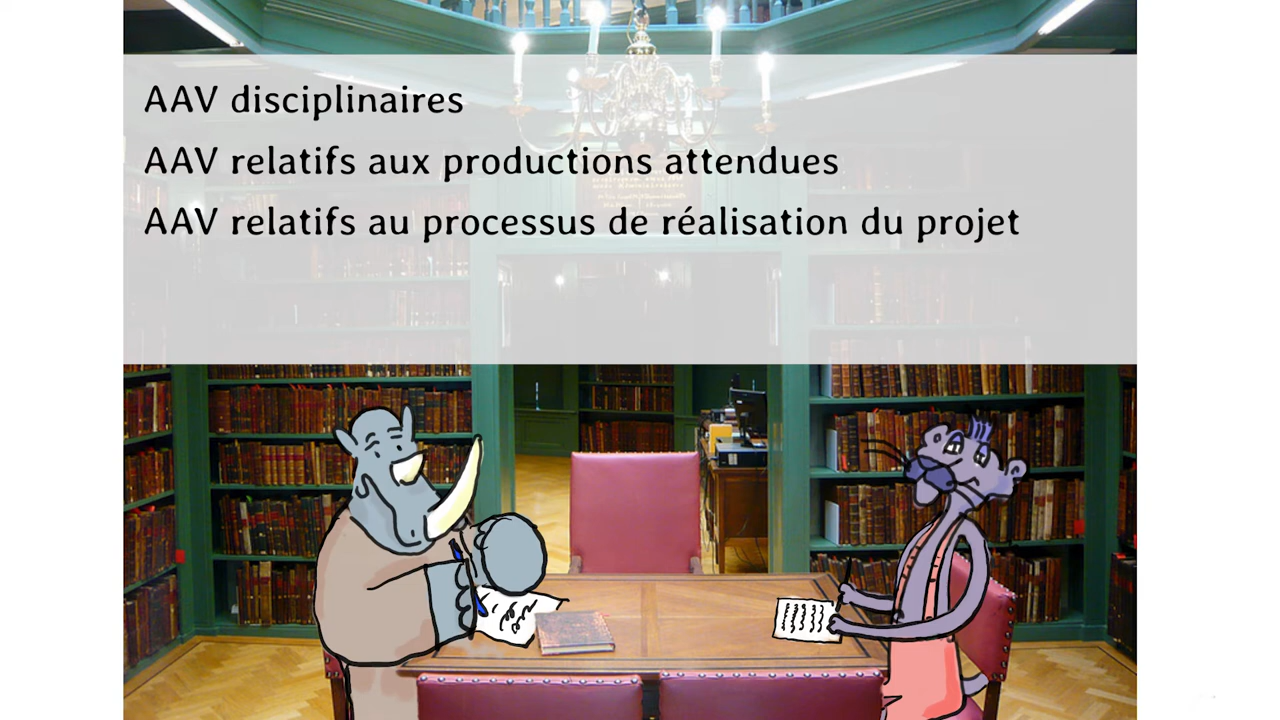 AAV disciplinaires
AAV relatifs aux productions attendues
AAV relatifs au processus de réalisation du projet